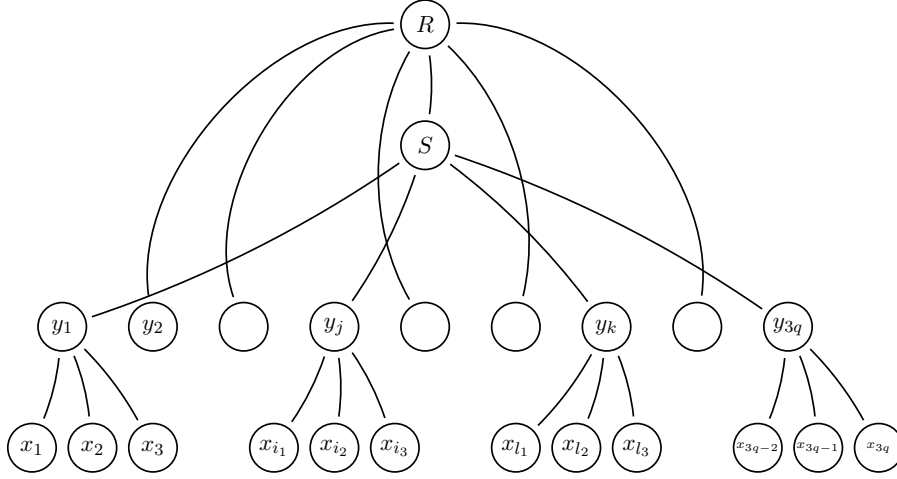 R
S
y₁ y₂ yⱼ yₖ y₃q
x₁ x₂ x₃ xᵢ₁ xᵢ₂ xᵢ₃ xₗ₁ xₗ₂ xₗ₃ x₃q₋₂ x₃q₋₁ x₃q